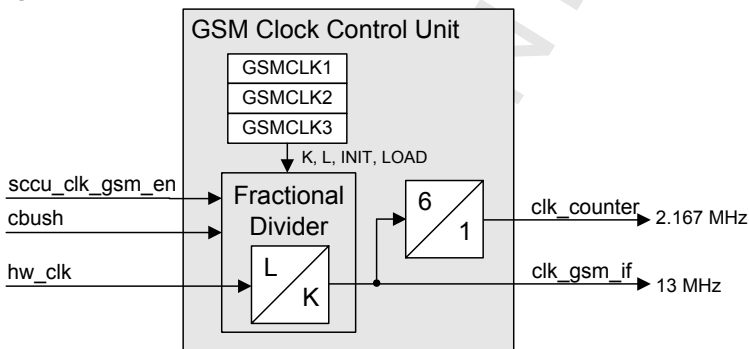 GSM Clock Control Unit
GSMCLK1
GSMCLK2
GSMCLK3
K, L, INIT, LOAD
sccu_clk_gsm_en
cbush
hw_clk
Fractional
Divider
L
K
6
1
clk_counter
2.167 MHz
clk_gsm_if
13 MHz